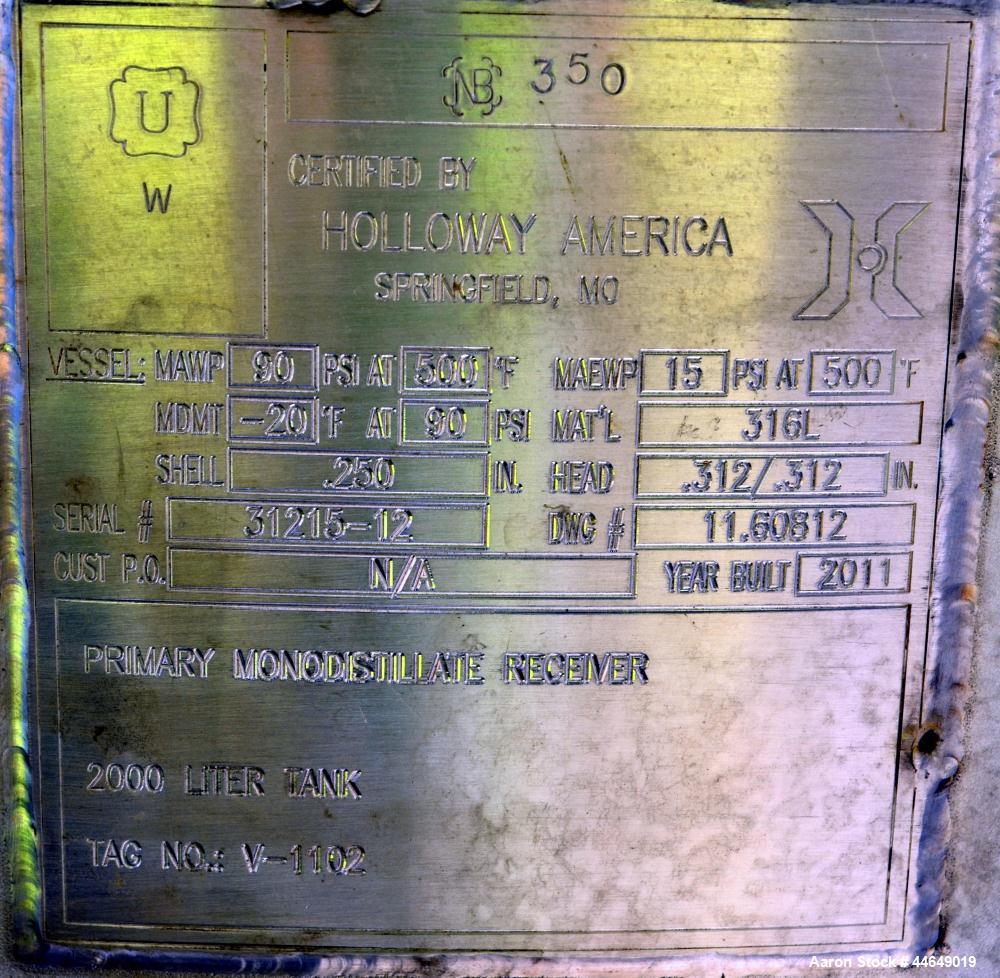 U
W
NB 350
CERTIFIED BY
HOLLOWAY AMERICA
SPRINGFIELD, MO
VESSEL: MAWP 90 PSI AT 500 °F MAEWP 15 PSI AT 500 °F
MDMT -20 °F AT 90 PSI MAT'L 316L
SHELL .250 IN. HEAD .312/.312 IN.
SERIAL # 31215-12 DWG # 11.60812
CUST P.O. N/A YEAR BUILT 2011
PRIMARY MONODISTILLATE RECEIVER
2000 LITER TANK
TAG NO.: V-1102
Aaron Stock # 44649019